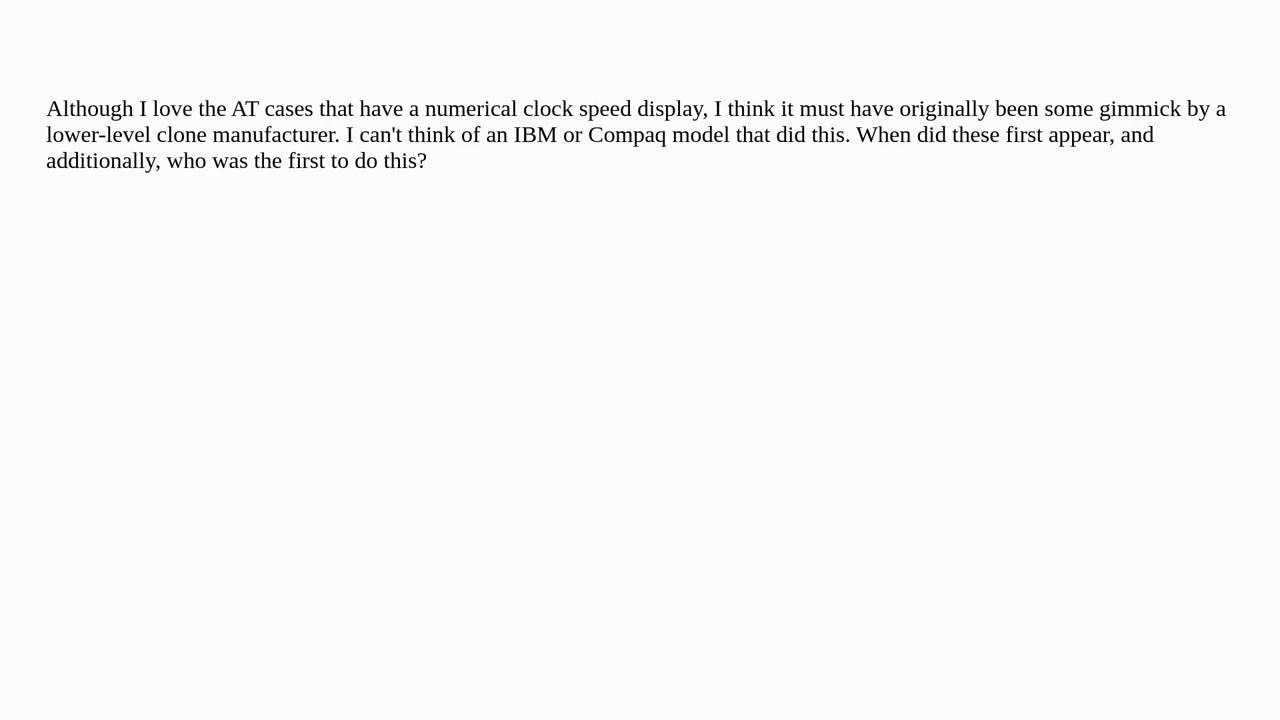 Although I love the AT cases that have a numerical clock speed display, I think it must have originally been some gimmick by a
lower-level clone manufacturer. I can't think of an IBM or Compaq model that did this. When did these first appear, and
additionally, who was the first to do this?